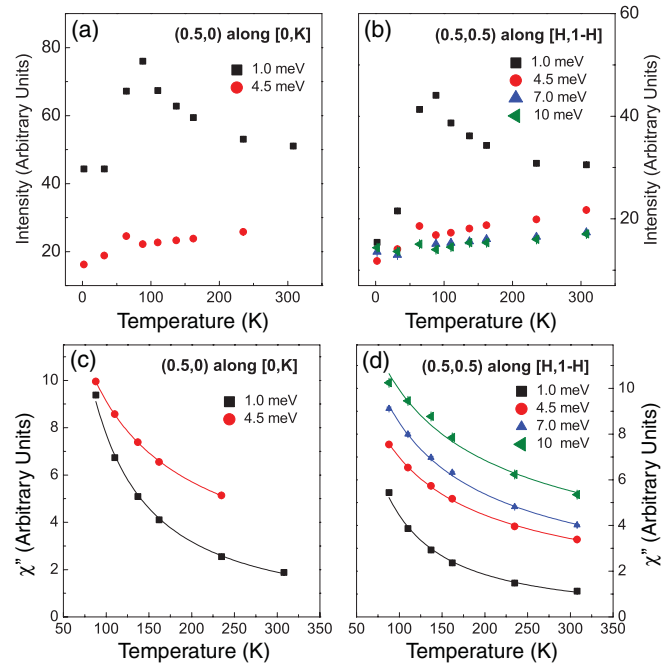 (a)
(0.5,0) along [0,K]
1.0 meV
4.5 meV
Intensity (Arbitrary Units)
80
60
40
20
0
100
200
300
Temperature (K)
(b)
(0.5,0.5) along [H,1-H]
1.0 meV
4.5 meV
7.0 meV
10 meV
Intensity (Arbitrary Units)
60
40
20
0
100
200
300
Temperature (K)
(c)
(0.5,0) along [0,K]
1.0 meV
4.5 meV
χ" (Arbitrary Units)
10
8
6
4
2
0
50
100
150
200
250
300
350
Temperature (K)
(d)
(0.5,0.5) along [H,1-H]
1.0 meV
4.5 meV
7.0 meV
10 meV
χ" (Arbitrary Units)
10
8
6
4
2
0
50
100
150
200
250
300
350
Temperature (K)